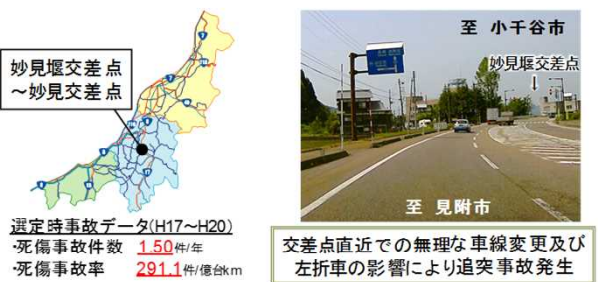 妙見堰交差点
～妙見交差点
選定時事故データ(H17～H20)
・死傷事故件数 1.50件/年
・死傷事故率 291.1件/億台km
至 小千谷市
妙見堰交差点
至 見附市
交差点直近での無理な車線変更及び
左折車の影響により追突事故発生